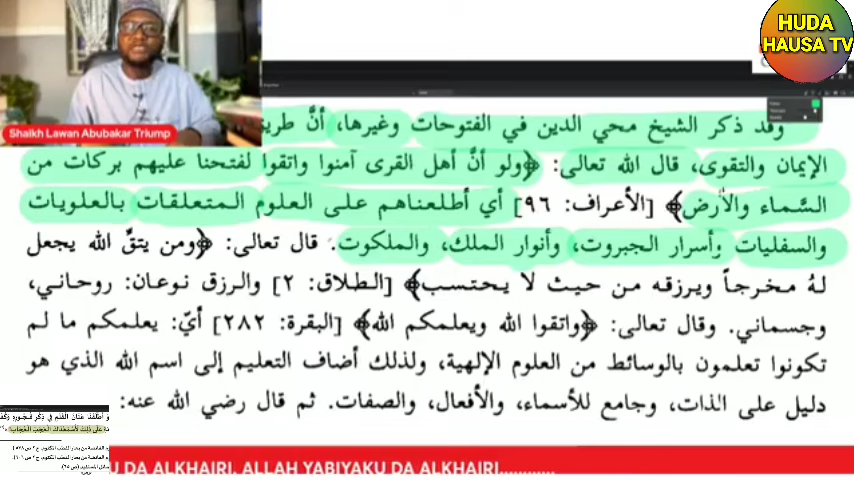 HUDA
HAUSA TV
Shaikh Lawan Abubakar Triump
وقد ذكر الشيخ محي الدين في الفتوحات وغيرها، أنَّ
الإيمان والتقوى، قال الله تعالى: ﴿ولو أنَّ أهل القرى آمنوا واتقوا لفتحنا عليهم بركات من
السَّماء والأرض﴾ [الأعراف: ٩٦] أي أطلعناهم على العلوم المتعلقات بالعلويات
والسفليات وأسرار الجبروت، وأنوار الملك، والملكوت. قال تعالى: ﴿ومن يتقِّ الله يجعل
لهُ مخرجاً ويرزقه من حيث لا يحتسب﴾ [الطلاق: ٢] والرزق نوعان: روحاني،
وجسماني. وقال تعالى: ﴿واتقوا الله ويعلمكم الله﴾ [البقرة: ٢٨٢] أيّ: يعلمكم ما لم
تكونوا تعلمون بالوسائط من العلوم الإلهية، ولذلك أضاف التعليم إلى اسم الله الذي هو
دليل على الذات، وجامع للأسماء، والأفعال، والصفات. ثم قال رضي الله عنه:
U DA ALKHAIRI. ALLAH YABIYAKU DA ALKHAIRI............